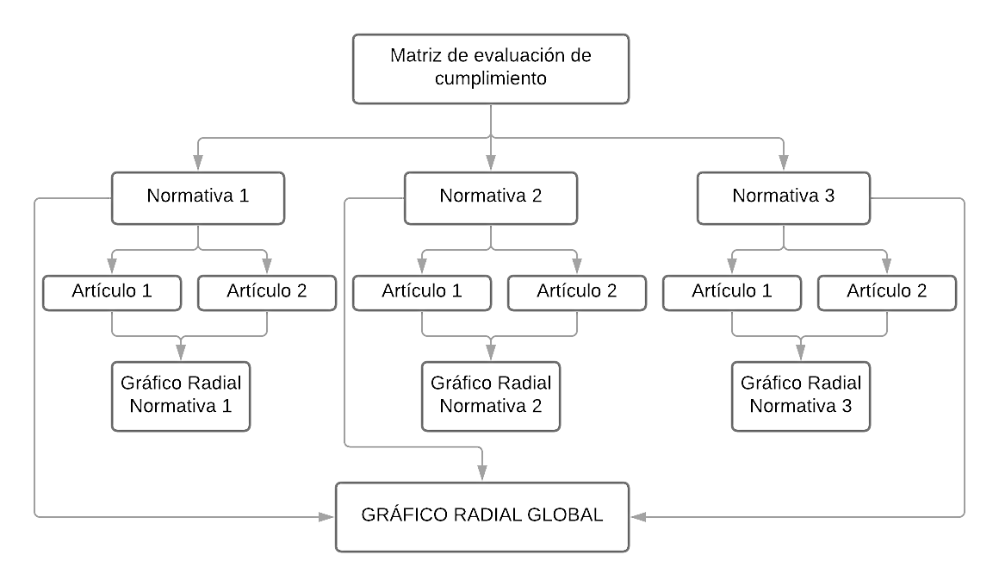 Matriz de evaluación de
cumplimiento
Normativa 1
Normativa 2
Normativa 3
Artículo 1
Artículo 2
Artículo 1
Artículo 2
Artículo 1
Artículo 2
Gráfico Radial
Normativa 1
Gráfico Radial
Normativa 2
Gráfico Radial
Normativa 3
GRÁFICO RADIAL GLOBAL